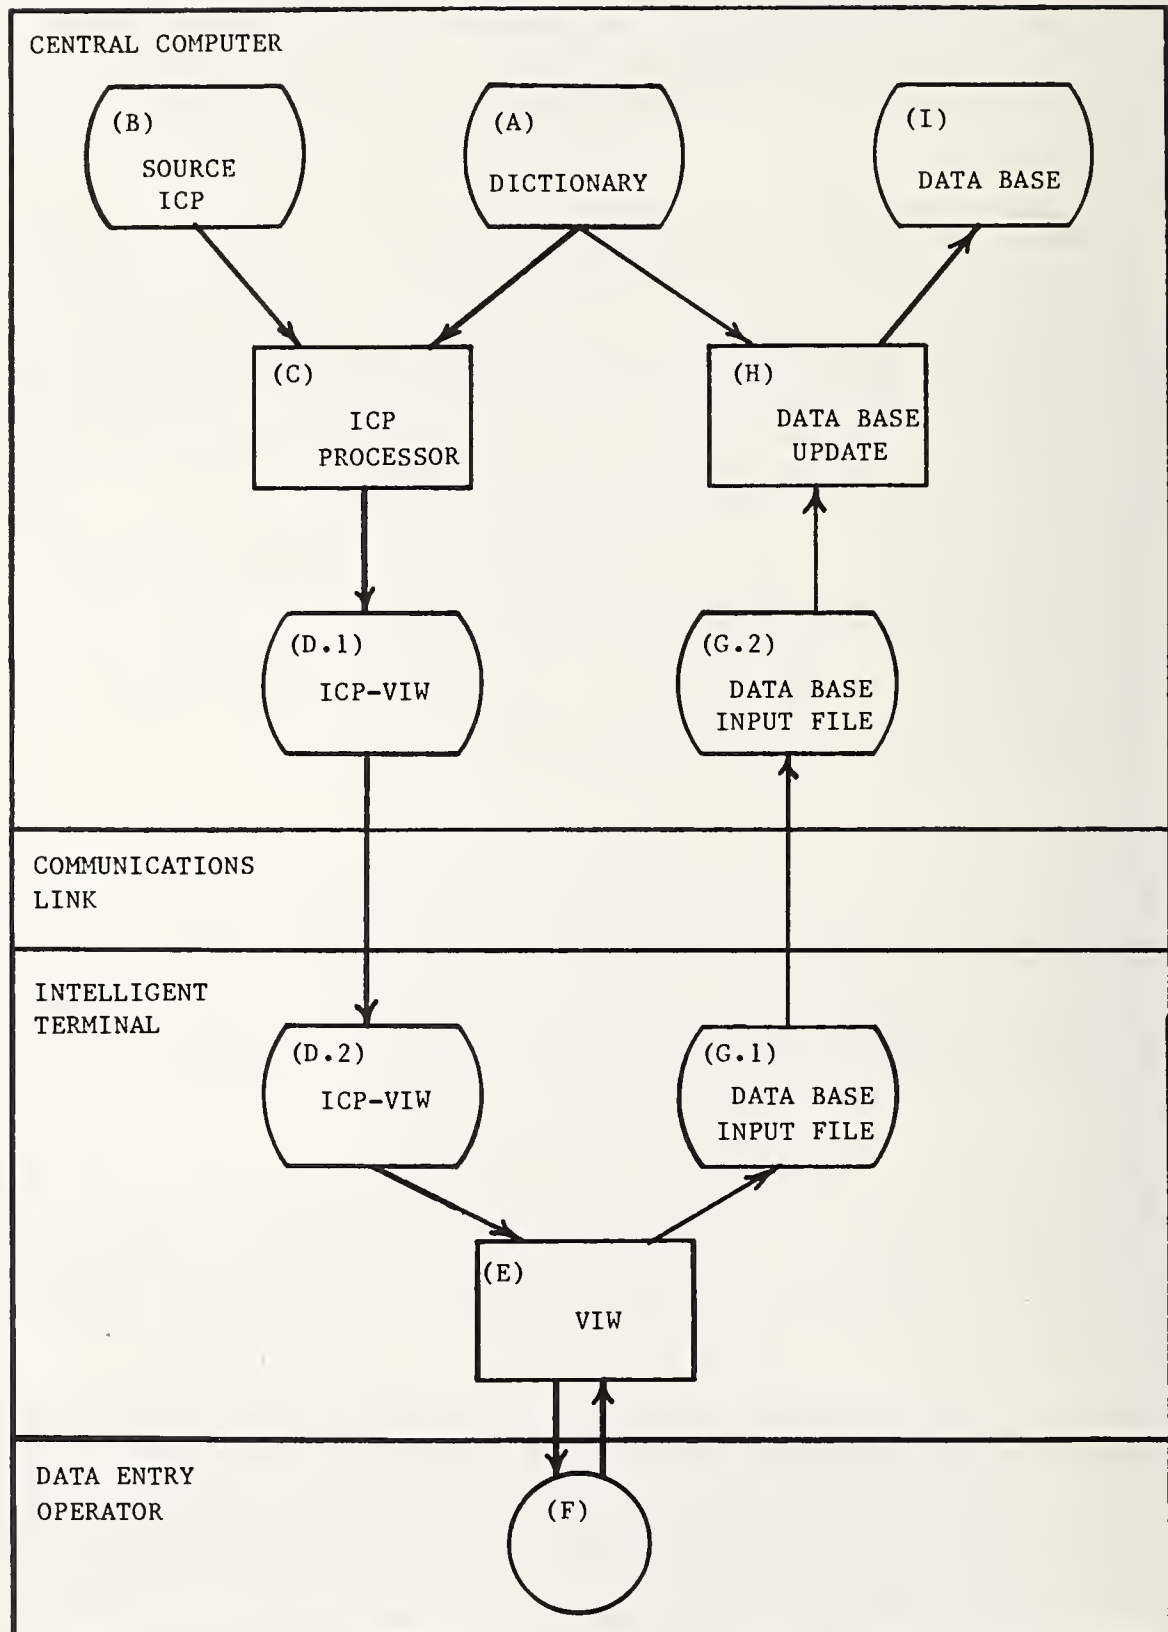 CENTRAL COMPUTER
(B)
SOURCE
ICP
(A)
DICTIONARY
(I)
DATA BASE
(C)
ICP
PROCESSOR
(H)
DATA BASE
UPDATE
(D.1)
ICP-VIW
(G.2)
DATA BASE
INPUT FILE
COMMUNICATIONS
LINK
INTELLIGENT
TERMINAL
(D.2)
ICP-VIW
(G.1)
DATA BASE
INPUT FILE
(E)
VIW
DATA ENTRY
OPERATOR
(F)